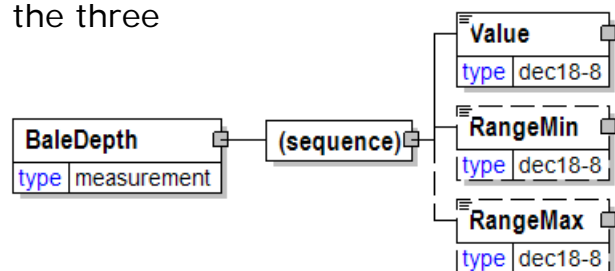 the three
Value
type dec18-8
BaleDepth
type measurement
(sequence)
RangeMin
type dec18-8
RangeMax
type dec18-8